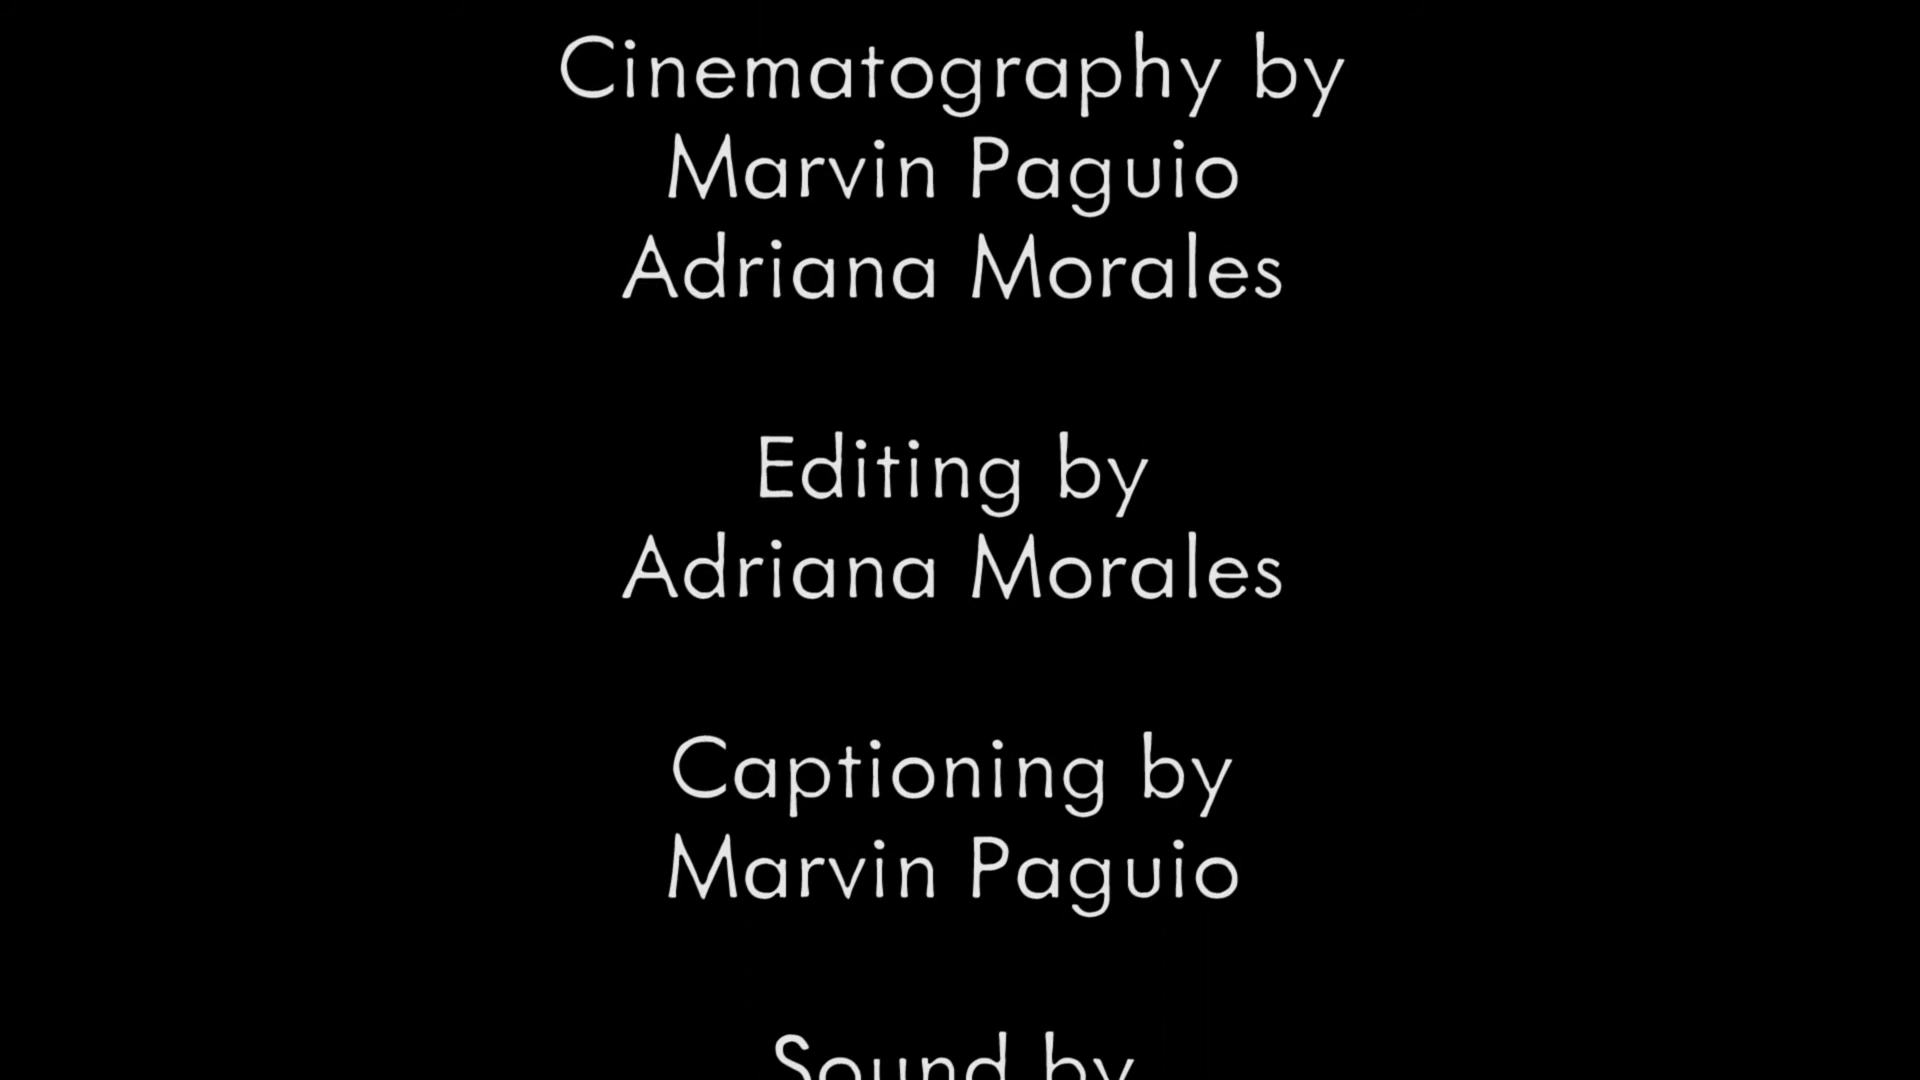 Cinematography by
Marvin Paguio
Adriana Morales
Editing by
Adriana Morales
Captioning by
Marvin Paguio
Sound by